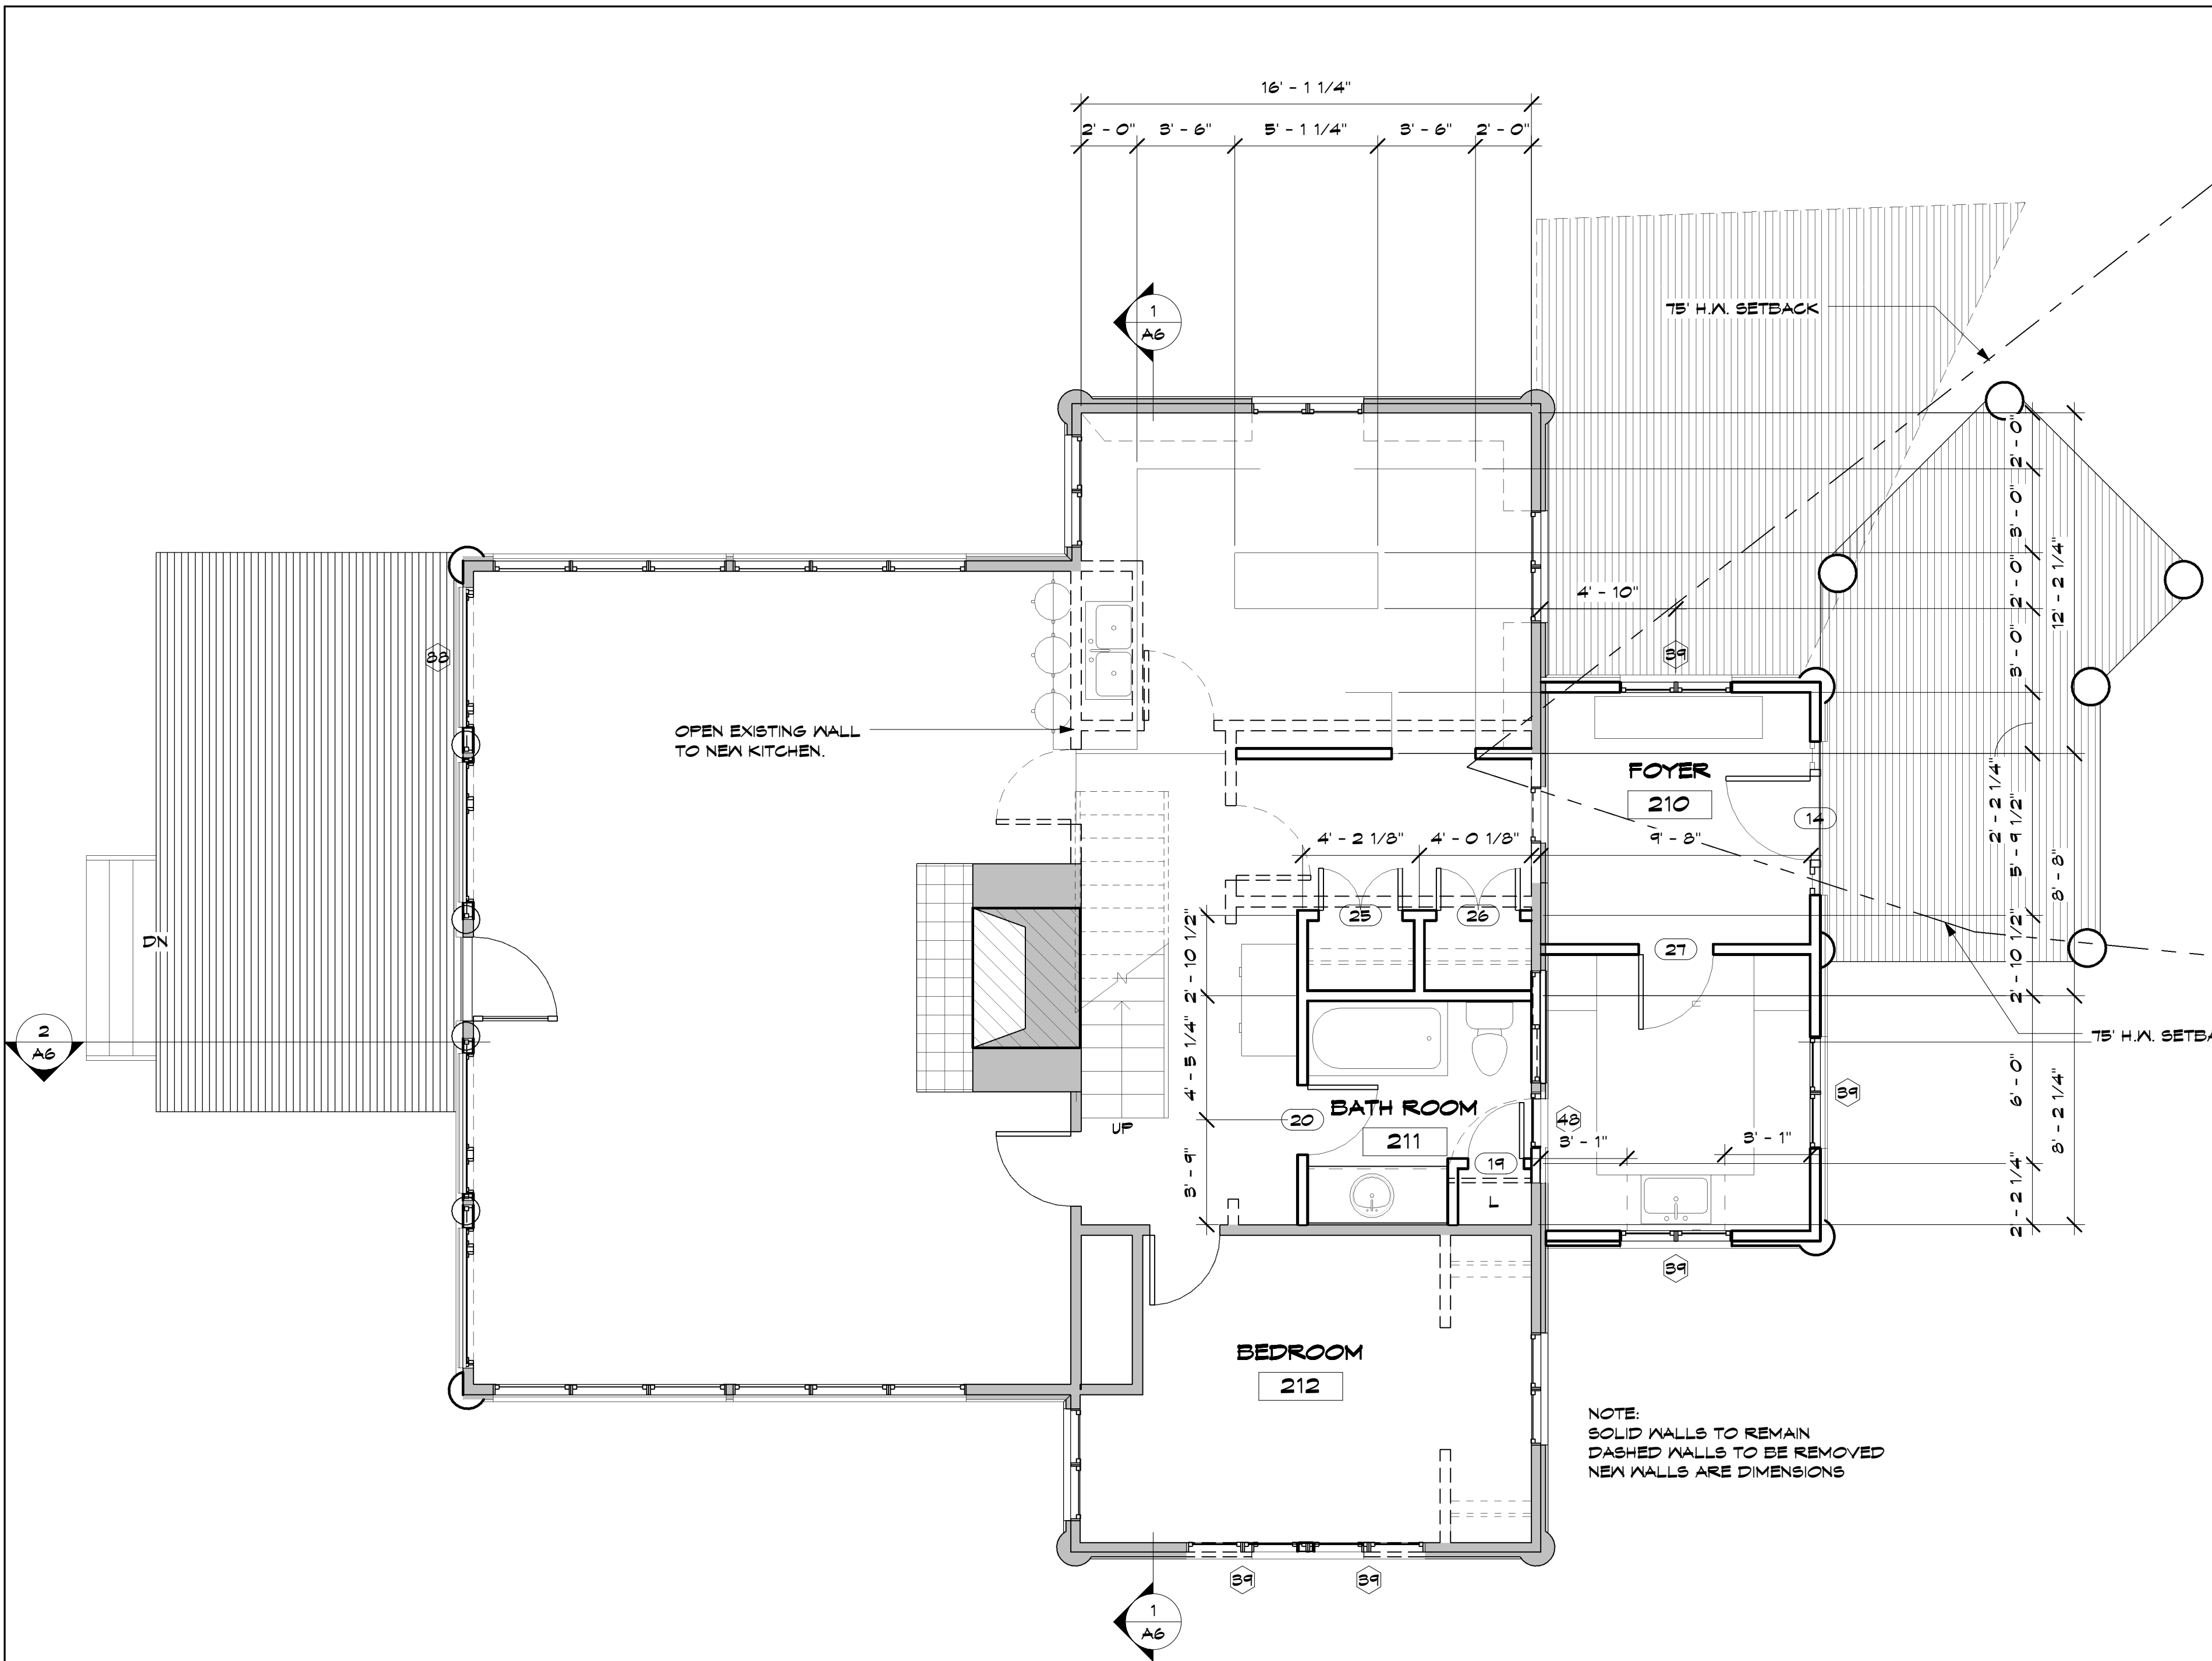 16' - 1 1/4"
2' - 0"
3' - 6"
5' - 1 1/4"
3' - 6"
2' - 0"
75' H.W. SETBACK
1
A6
4' - 10"
39
2' - 0"
3' - 0"
2' - 0"
3' - 0"
12' - 2 1/4"
88
OPEN EXISTING WALL
TO NEW KITCHEN.
FOYER
210
14
9' - 8"
4' - 2 1/8"
4' - 0 1/8"
2' - 2 1/4"
5' - 9 1/2"
8' - 8"
25
26
27
DN
2' - 10 1/2"
2' - 10 1/2"
2
A6
75' H.W. SETBA
4' - 5 1/4"
6' - 0"
8' - 2 1/4"
39
UP
20
BATH ROOM
211
48
3' - 1"
3' - 1"
19
3' - 9"
L
2' - 2 1/4"
39
BEDROOM
212
NOTE:
SOLID WALLS TO REMAIN
DASHED WALLS TO BE REMOVED
NEW WALLS ARE DIMENSIONS
39
39
1
A6